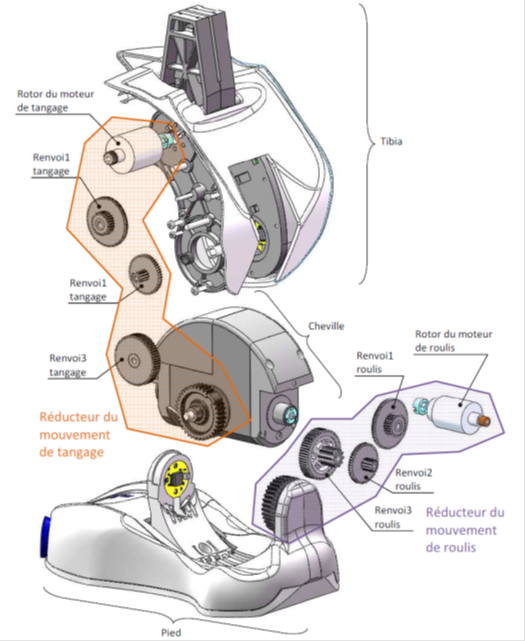 Rotor du moteur
de tangage
Tibia
Renvoi1
tangage
Renvoi1
tangage
Cheville
Rotor du moteur
de roulis
Renvoi1
roulis
Renvoi3
tangage
Réducteur du
mouvement
de tangage
Renvoi2
roulis
Renvoi3
roulis
Réducteur du
mouvement
de roulis
Pied